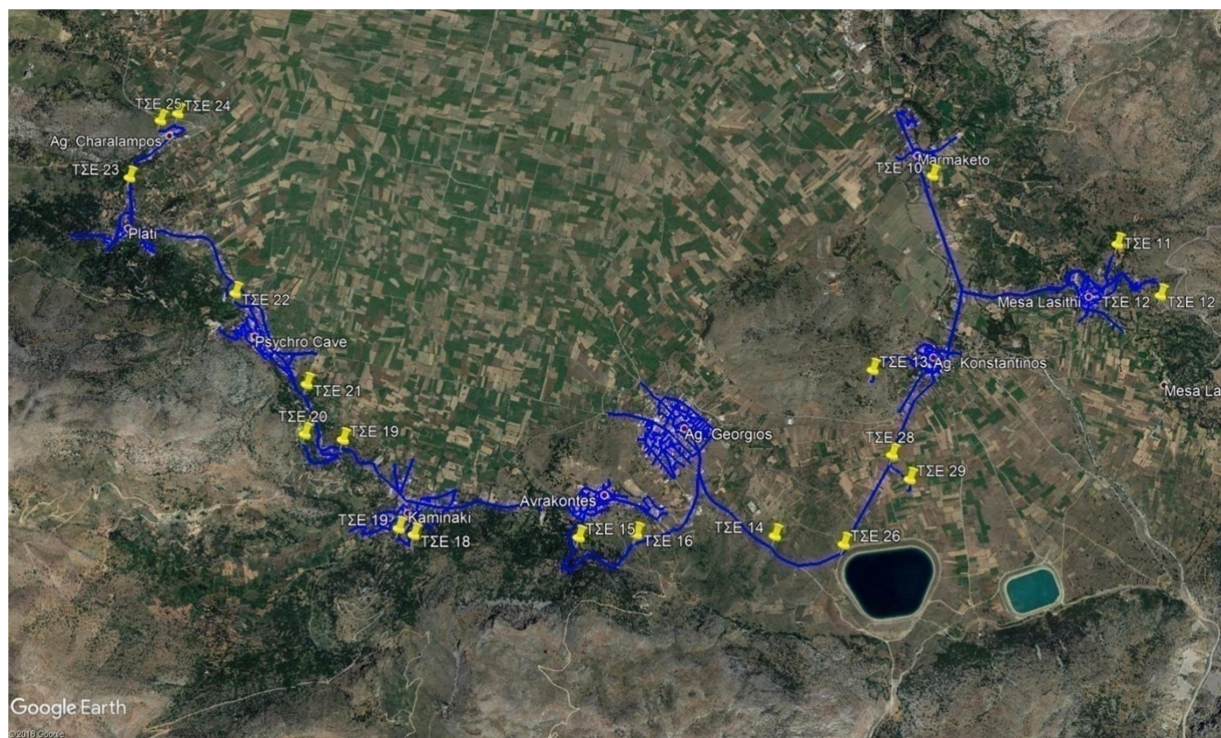 ΤΣΕ 25
ΤΣΕ 24
Ag. Charalampos
ΤΣΕ 23
Plati
ΤΣΕ 22
Psychro Cave
ΤΣΕ 21
ΤΣΕ 20
ΤΣΕ 19
Marmaketo
ΤΣΕ 10
ΤΣΕ 11
Mesa Lasithi
ΤΣΕ 12
ΤΣΕ 12
ΤΣΕ 13
Ag. Konstantinos
Mesa La
Ag. Georgios
ΤΣΕ 28
ΤΣΕ 29
Avrakontes
ΤΣΕ 19
Kaminaki
ΤΣΕ 18
ΤΣΕ 15
ΤΣΕ 16
ΤΣΕ 14
ΤΣΕ 26
Google Earth
© 2018 Google